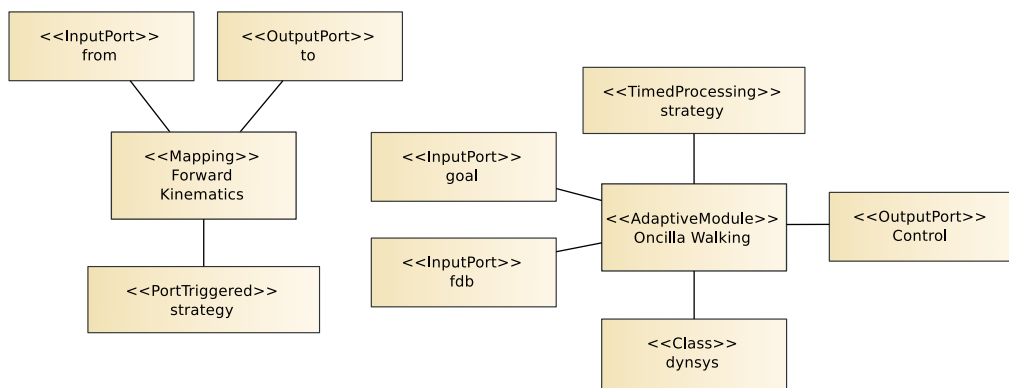 <<InputPort>>
from
<<OutputPort>>
to
<<Mapping>>
Forward
Kinematics
<<PortTriggered>>
strategy
<<TimedProcessing>>
strategy
<<InputPort>>
goal
<<AdaptiveModule>>
Oncilla Walking
<<OutputPort>>
Control
<<InputPort>>
fdb
<<Class>>
dynsys